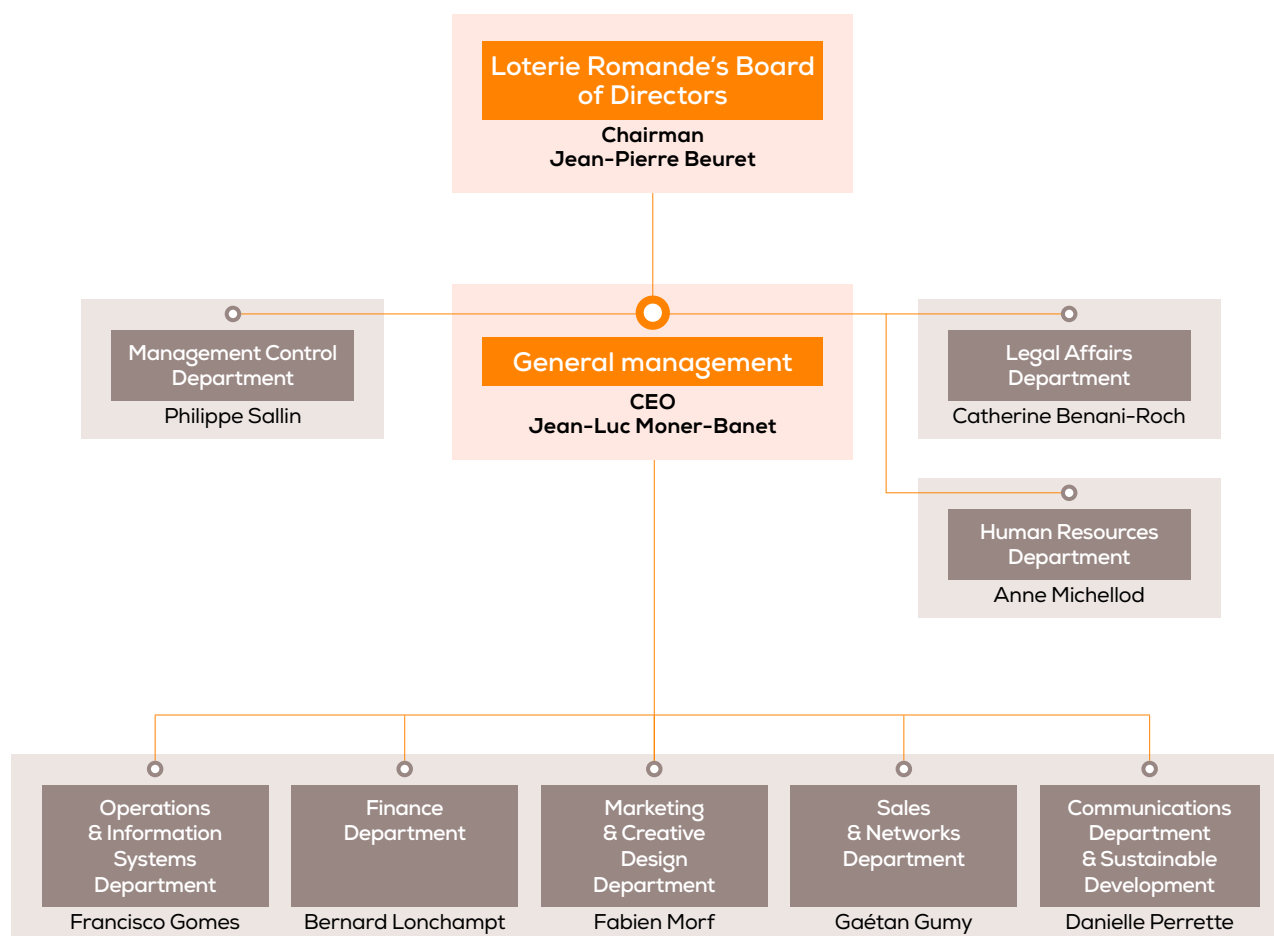 Loterie Romande's Board
of Directors
Chairman
Jean-Pierre Beuret
Management Control
Department
Philippe Sallin
General management
CEO
Jean-Luc Moner-Banet
Legal Affairs
Department
Catherine Benani-Roch
Human Resources
Department
Anne Michellod
Operations
& Information
Systems
Department
Francisco Gomes
Finance
Department
Bernard Lonchampt
Marketing
& Creative
Design
Department
Fabien Morf
Sales
& Networks
Department
Gaétan Gumy
Communications
Department
& Sustainable
Development
Danielle Perrette